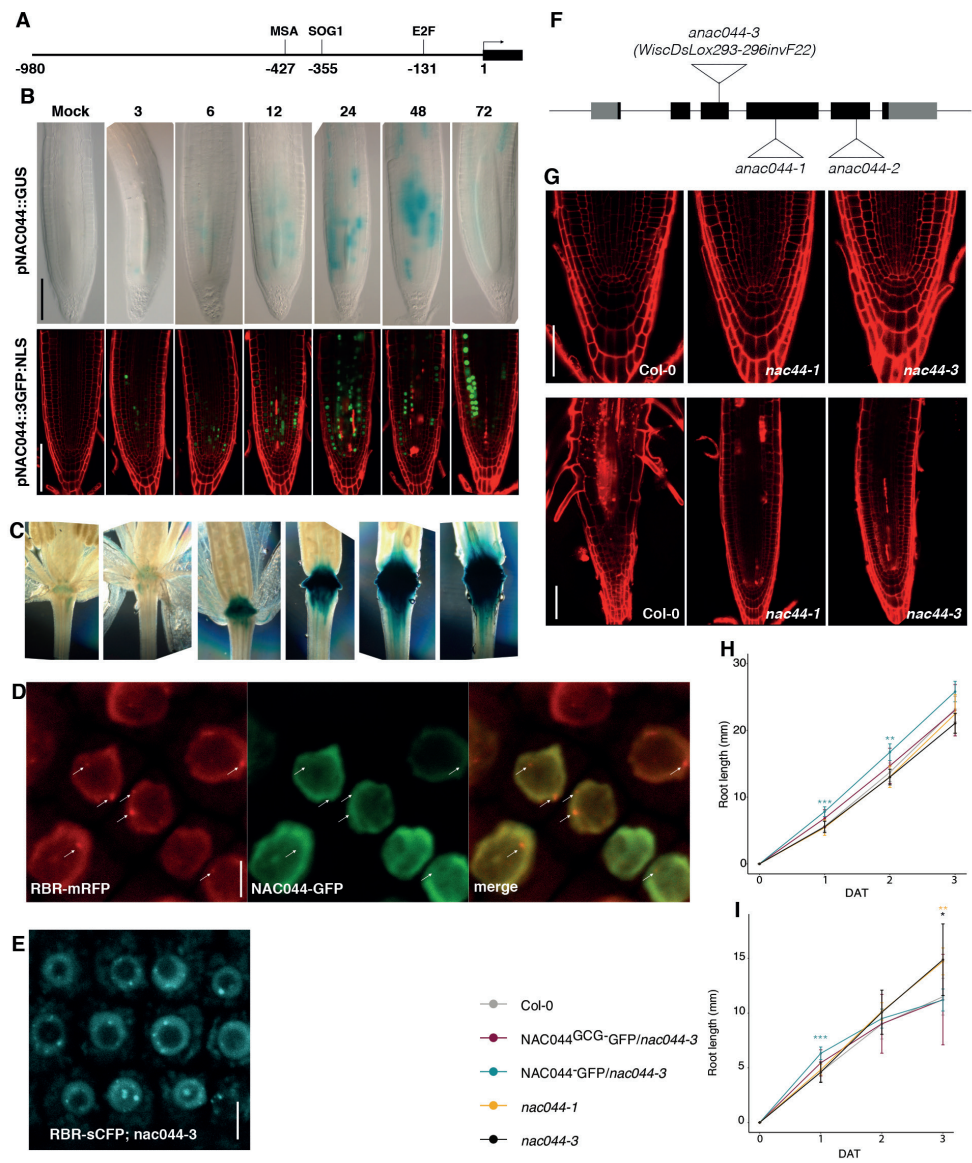 A
MSA SOG1 E2F
-980 -427 -355 -131 1
B
Mock 3 6 12 24 48 72
pNAC044::GUS
pNAC044::3GFP:NLS
C
D
RBR-mRFP NAC044-GFP merge
E
RBR-sCFP; nac044-3
F
anac044-3
(WiscDsLox293-296invF22)
anac044-1 anac044-2
G
Col-0 nac44-1 nac44-3
Col-0 nac44-1 nac44-3
Col-0
NAC044GCG-GFP/nac044-3
NAC044-GFP/nac044-3
nac044-1
nac044-3
H
Root length (mm)
30
20
10
0
***
**
0 1 2 3
DAT
I
Root length (mm)
15
10
5
0
***
**
*
0 1 2 3
DAT